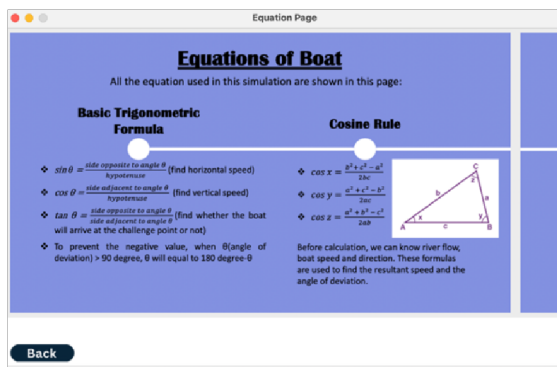 Equation Page
Equations of Boat
All the equation used in this simulation are shown in this page:
Basic Trigonometric
Formula
❖ sin θ = side opposite to angle θ / hypotenuse (find horizontal speed)
❖ cos θ = side adjacent to angle θ / hypotenuse (find vertical speed)
❖ tan θ = side opposite to angle θ / side adjacent to angle θ (find whether the boat
will arrive at the challenge point or not)
❖ To prevent the negative value, when θ(angle of
deviation) > 90 degree, θ will equal to 180 degree-θ
Cosine Rule
❖ cos x = b² + c² − a² / 2bc
❖ cos y = a² + c² − b² / 2ac
❖ cos z = a² + b² − c² / 2ab
C
z
b
a
x
y
A
c
B
Before calculation, we can know river flow,
boat speed and direction. These formulas
are used to find the resultant speed and the
angle of deviation.
Back